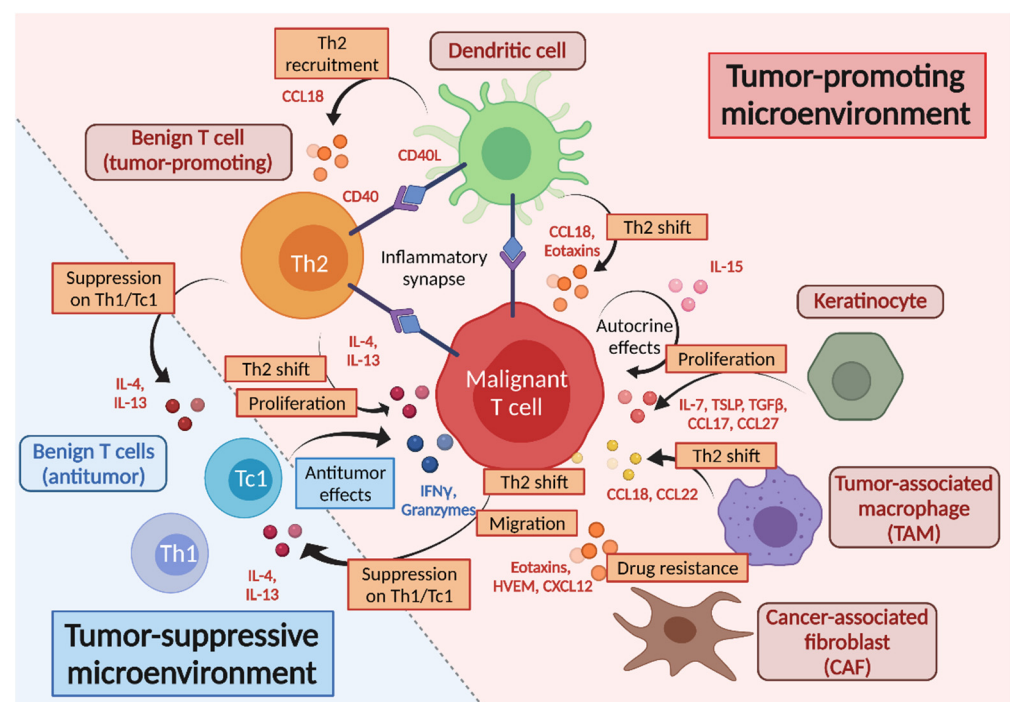 Th2
recruitment
Dendritic cell
Tumor-promoting
microenvironment
CCL18
Benign T cell
(tumor-promoting)
CD40L
CD40
Th2
Inflammatory
synapse
CCL18,
Eotaxins
Th2 shift
IL-15
Suppression
on Th1/Tc1
Keratinocyte
Autocrine
effects
Proliferation
IL-4,
IL-13
Th2 shift
Proliferation
Malignant
T cell
IL-4,
IL-13
IL-7, TSLP, TGFβ,
CCL17, CCL27
Benign T cells
(antitumor)
Tc1
Antitumor
effects
IFNγ,
Granzymes
Th2 shift
Th2 shift
CCL18, CCL22
Tumor-associated
macrophage
(TAM)
Migration
Th1
IL-4,
IL-13
Suppression
on Th1/Tc1
Eotaxins,
HVEM, CXCL12
Drug resistance
Tumor-suppressive
microenvironment
Cancer-associated
fibroblast
(CAF)